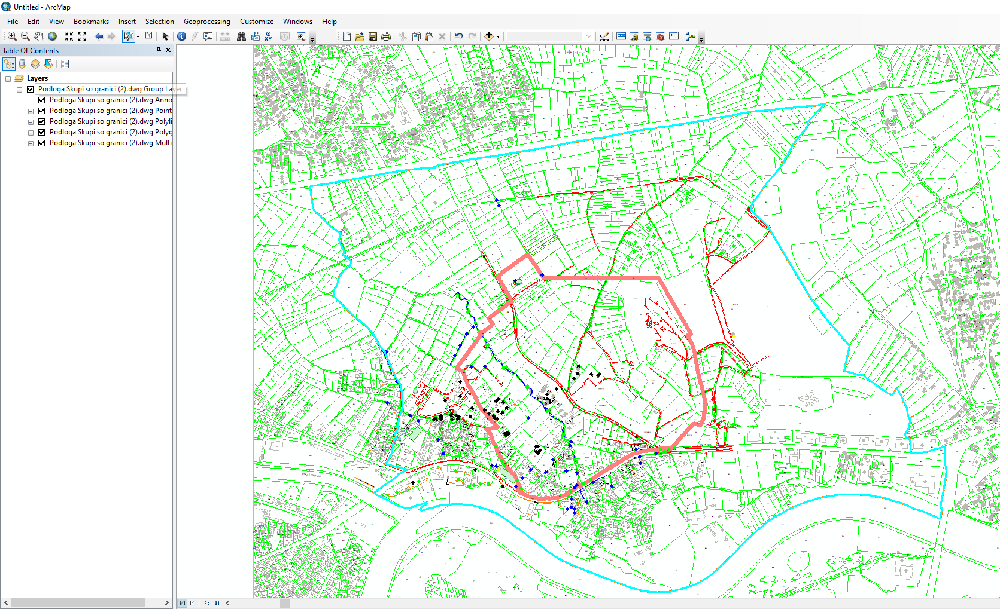 Untitled - ArcMap
File Edit View Bookmarks Insert Selection Geoprocessing Customize Windows Help
Table Of Contents
Layers
Podloga Skupi so granici (2).dwg Group Layer
Podloga Skupi so granici (2).dwg Anno
Podloga Skupi so granici (2).dwg Point
Podloga Skupi so granici (2).dwg Polyli
Podloga Skupi so granici (2).dwg Polyg
Podloga Skupi so granici (2).dwg Multi